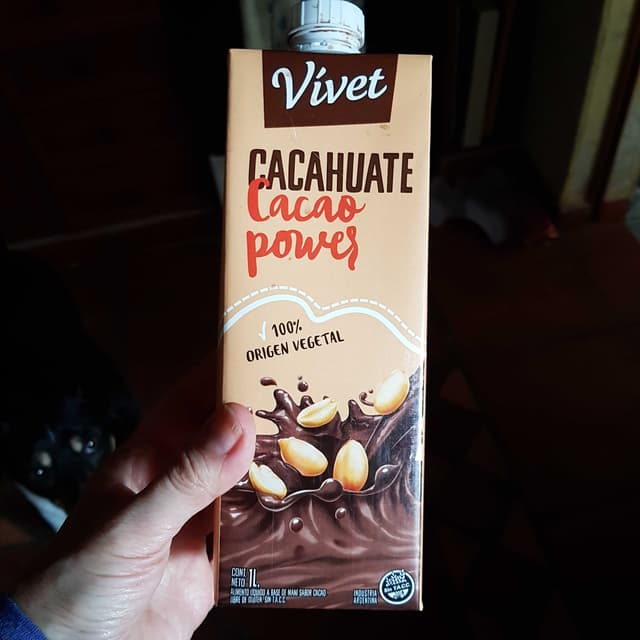 Vívet
CACAHUATE
Cacao
power
100%
ORIGEN VEGETAL
CONT.
NETO 1L.
ALIMENTO LÍQUIDO A BASE DE MANÍ SABOR CACAO
LIBRE DE GLUTEN "SIN T.A.C.C."
INDUSTRIA
ARGENTINA
SIN T.A.C.C.